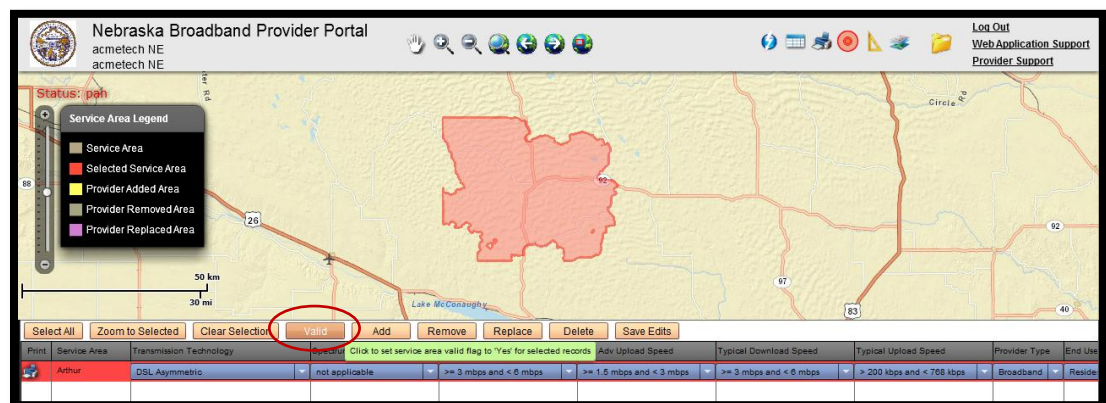 Nebraska Broadband Provider Portal
acmetech NE
acmetech NE
Log Out
Web Application Support
Provider Support
Status: pan
ter Rd
Circle Rd
Service Area Legend
Service Area
Selected Service Area
Provider Added Area
Provider Removed Area
Provider Replaced Area
88
26
92
92
97
83
40
50 km
30 mi
Lake McConaughy
Select All Zoom to Selected Clear Selection Valid Add Remove Replace Delete Save Edits
Print Service Area Transmission Technology Spectrum Click to set service area valid flag to 'Yes' for selected records Adv Upload Speed Typical Download Speed Typical Upload Speed Provider Type End Use
Arthur DSL Asymmetric not applicable >= 3 mbps and < 6 mbps >= 1.5 mbps and < 3 mbps >= 3 mbps and < 6 mbps > 200 kbps and < 768 kbps Broadband Reside